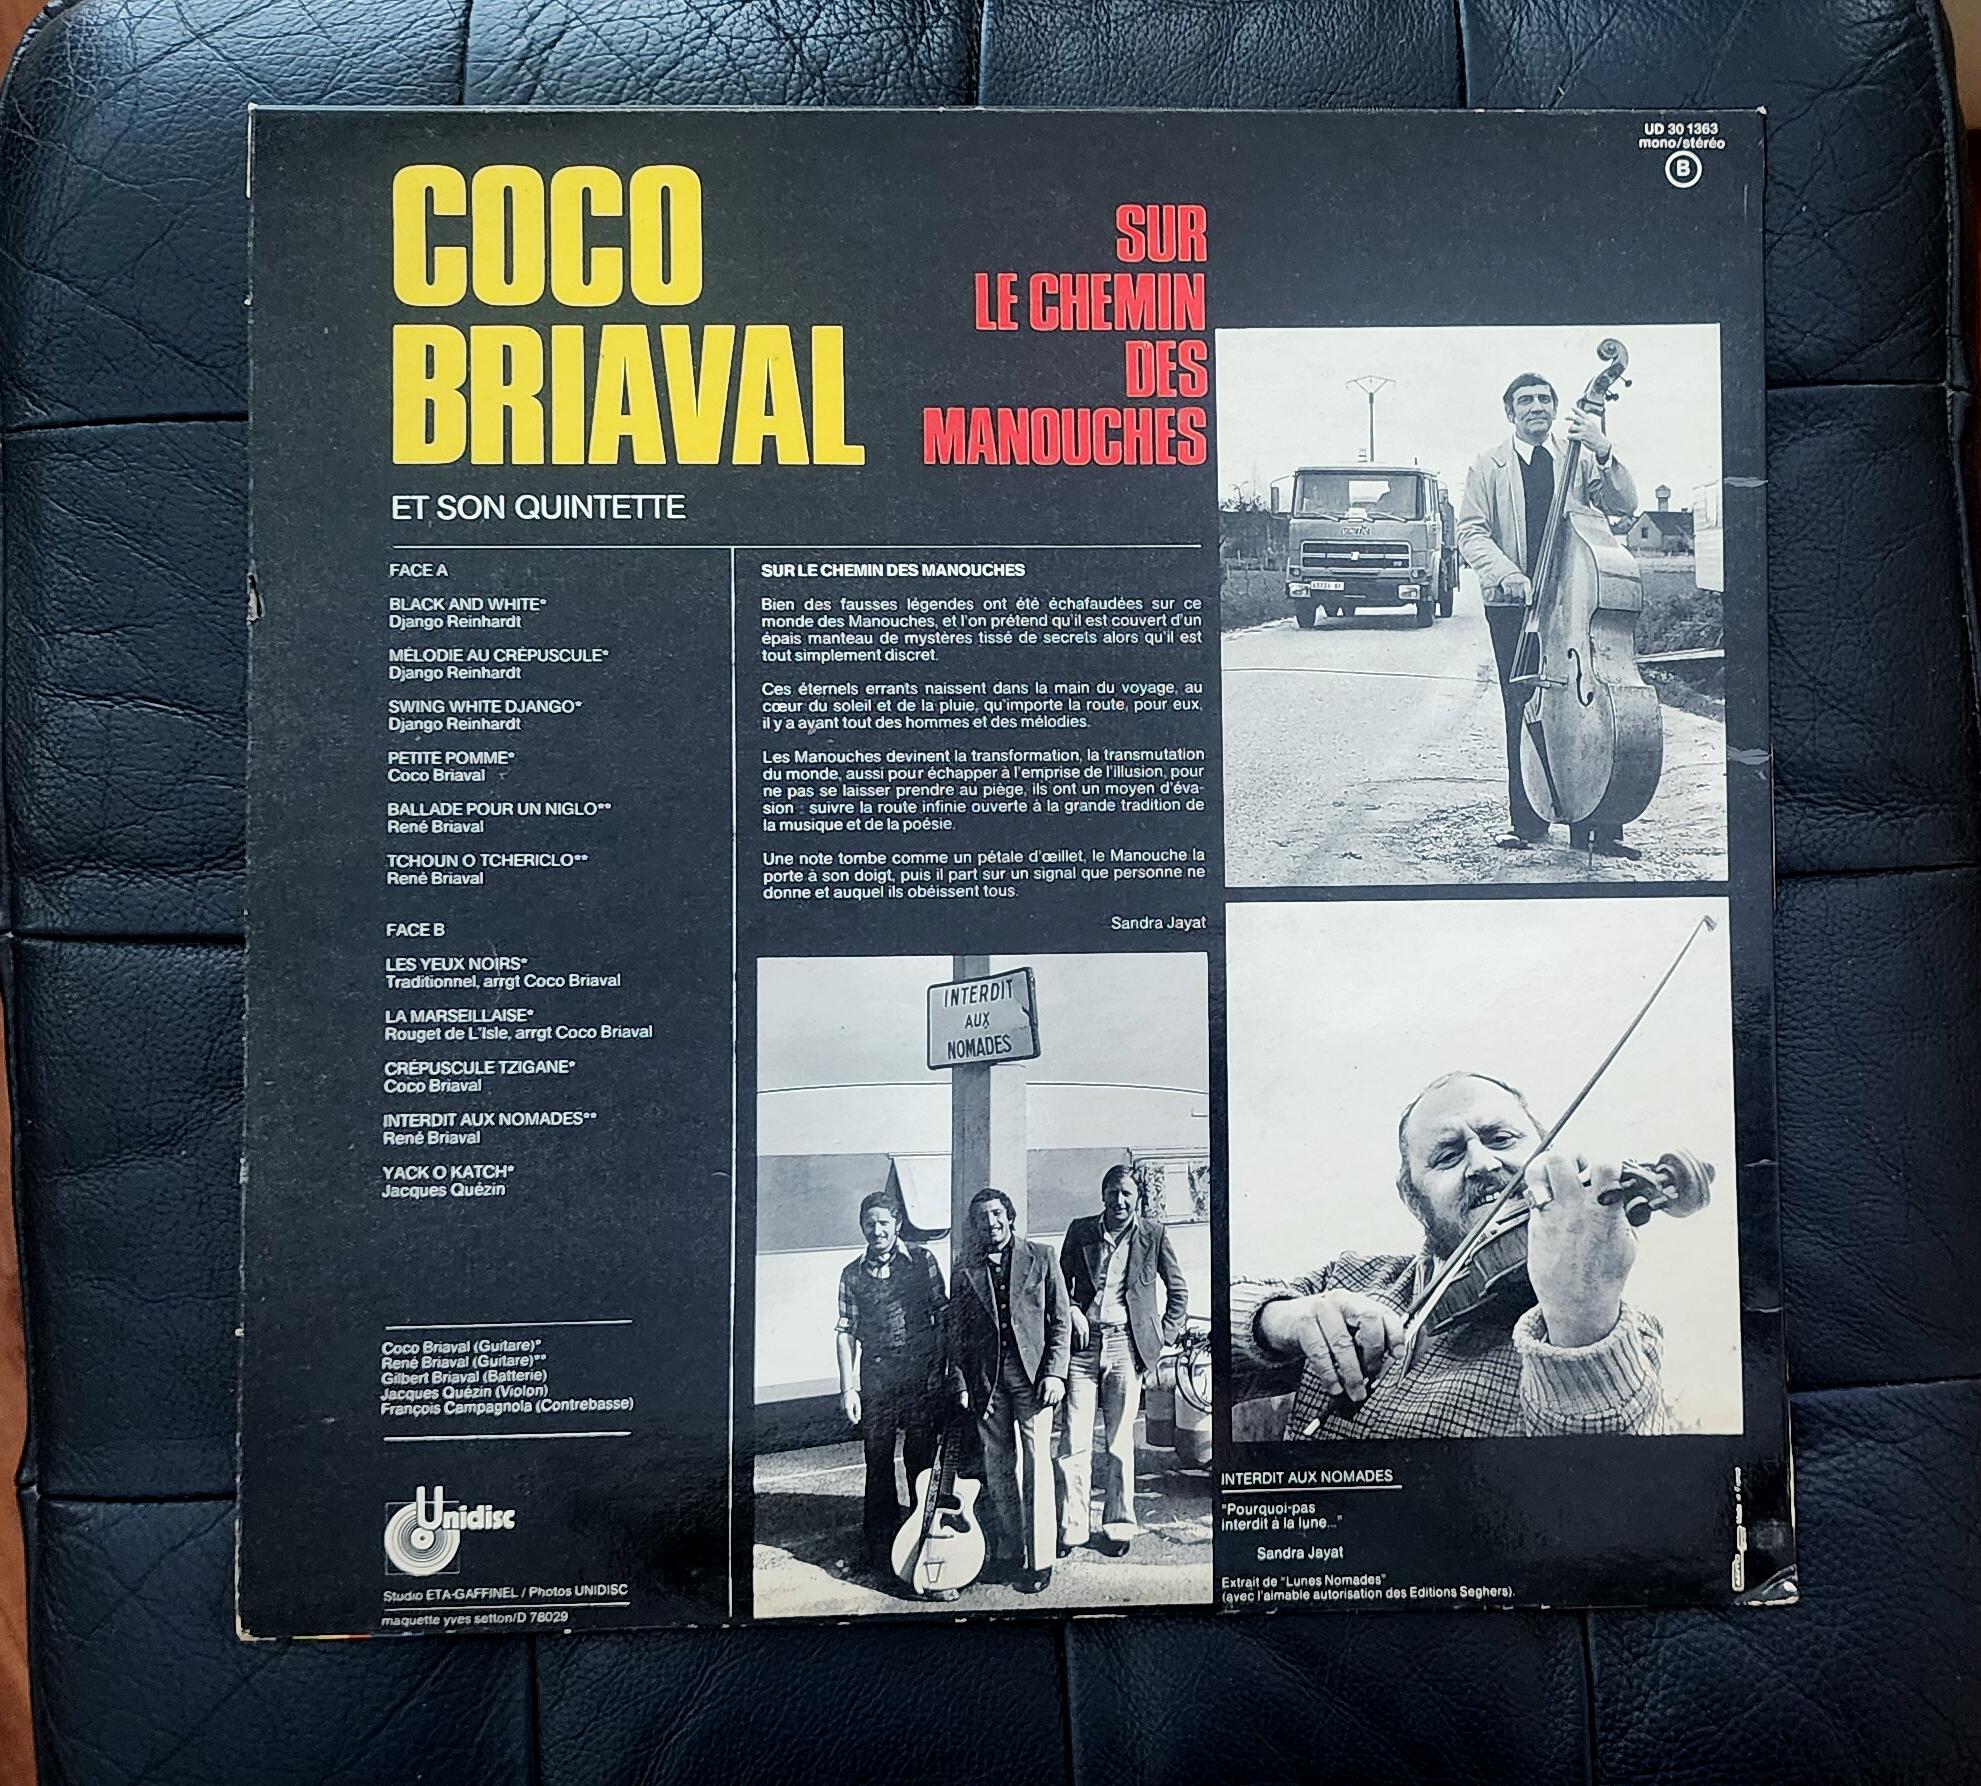 UD 30 1363
mono/stéréo
B
COCO
BRIAVAL
SUR
LE CHEMIN
DES
MANOUCHES
ET SON QUINTETTE
FACE A
BLACK AND WHITE*
Django Reinhardt
MÉLODIE AU CRÉPUSCULE*
Django Reinhardt
SWING WHITE DJANGO*
Django Reinhardt
PETITE POMME*
Coco Briaval
BALLADE POUR UN NIGLO**
René Briaval
TCHOUN O TCHERICLO**
René Briaval
FACE B
LES YEUX NOIRS*
Traditionnel, arrgt Coco Briaval
LA MARSEILLAISE*
Rouget de L'Isle, arrgt Coco Briaval
CRÉPUSCULE TZIGANE*
Coco Briaval
INTERDIT AUX NOMADES**
René Briaval
YACK O KATCH*
Jacques Quézin
Coco Briaval (Guitare)*
René Briaval (Guitare)**
Gilbert Briaval (Batterie)
Jacques Quézin (Violon)
François Campagnola (Contrebasse)
Unidisc
Studio ETA-GAFFINEL / Photos UNIDISC
maquette yves setton/D 78029
SUR LE CHEMIN DES MANOUCHES
Bien des fausses légendes ont été échafaudées sur ce
monde des Manouches, et l'on prétend qu'il est couvert d'un
épais manteau de mystères tissé de secrets alors qu'il est
tout simplement discret.
Ces éternels errants naissent dans la main du voyage, au
cœur du soleil et de la pluie, qu'importe la route, pour eux,
il y a avant tout des hommes et des mélodies.
Les Manouches devinent la transformation, la transmutation
du monde, aussi pour échapper à l'emprise de l'illusion, pour
ne pas se laisser prendre au piège, ils ont un moyen d'éva-
sion : suivre la route infinie ouverte à la grande tradition de
la musique et de la poésie.
Une note tombe comme un pétale d'œillet, le Manouche la
porte à son doigt, puis il part sur un signal que personne ne
donne et auquel ils obéissent tous.
Sandra Jayat
INTERDIT
AUX
NOMADES
INTERDIT AUX NOMADES
"Pourquoi-pas
interdit à la lune..."
Sandra Jayat
Extrait de "Lunes Nomades"
(avec l'aimable autorisation des Editions Seghers).